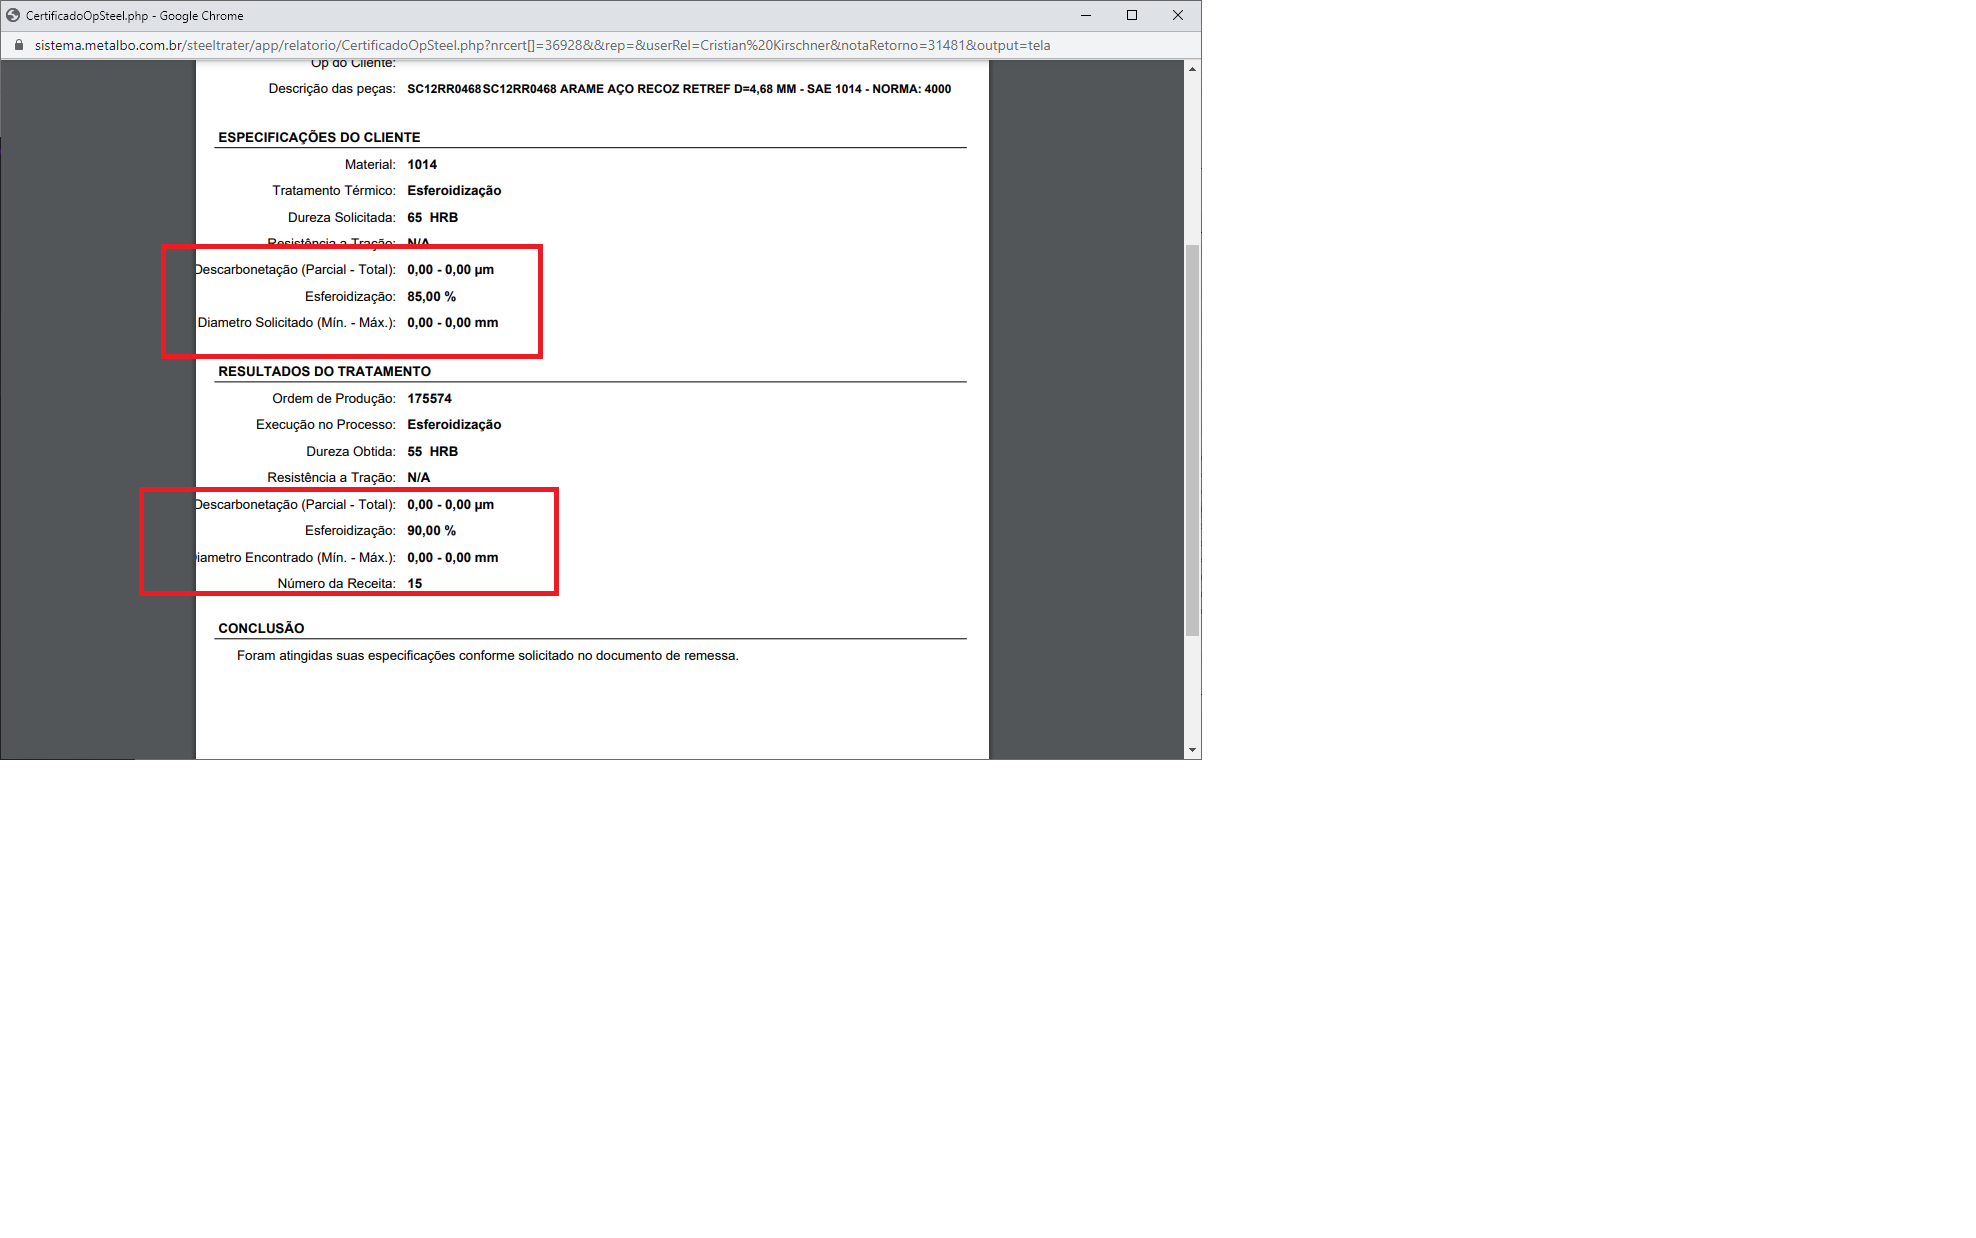 CertificadoOpSteel.php - Google Chrome
sistema.metalbo.com.br/steeltrater/app/relatorio/CertificadoOpSteel.php?nrcert[]=36928&&rep=&userRel=Cristian%20Kirschner&notaRetorno=31481&output=tela
Op do Cliente:
Descrição das peças: SC12RR0468SC12RR0468 ARAME AÇO RECOZ RETREF D=4,68 MM - SAE 1014 - NORMA: 4000
ESPECIFICAÇÕES DO CLIENTE
Material: 1014
Tratamento Térmico: Esferoidização
Dureza Solicitada: 65 HRB
Resistência a Tração: N/A
Descarbonetação (Parcial - Total): 0,00 - 0,00 µm
Esferoidização: 85,00 %
Diametro Solicitado (Mín. - Máx.): 0,00 - 0,00 mm
RESULTADOS DO TRATAMENTO
Ordem de Produção: 175574
Execução no Processo: Esferoidização
Dureza Obtida: 55 HRB
Resistência a Tração: N/A
Descarbonetação (Parcial - Total): 0,00 - 0,00 µm
Esferoidização: 90,00 %
iametro Encontrado (Mín. - Máx.): 0,00 - 0,00 mm
Número da Receita: 15
CONCLUSÃO
Foram atingidas suas especificações conforme solicitado no documento de remessa.